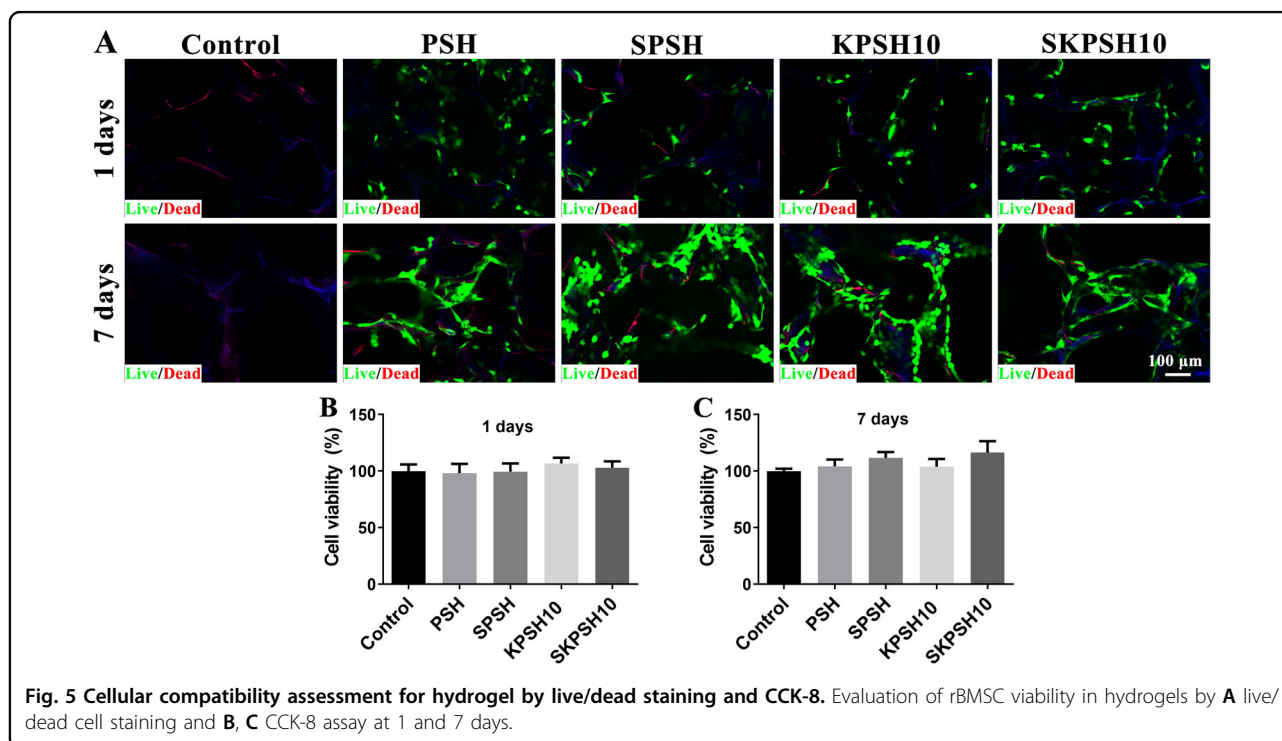 A
Control PSH SPSH KPSH10 SKPSH10
1 days
Live/Dead Live/Dead Live/Dead Live/Dead Live/Dead
7 days
100 µm
Live/Dead Live/Dead Live/Dead Live/Dead Live/Dead
B
1 days
Cell viability (%)
150
100
50
0
Control PSH SPSH KPSH10 SKPSH10
C
7 days
Cell viability (%)
150
100
50
0
Control PSH SPSH KPSH10 SKPSH10
Fig. 5 Cellular compatibility assessment for hydrogel by live/dead staining and CCK-8. Evaluation of rBMSC viability in hydrogels by A live/
dead cell staining and B, C CCK-8 assay at 1 and 7 days.